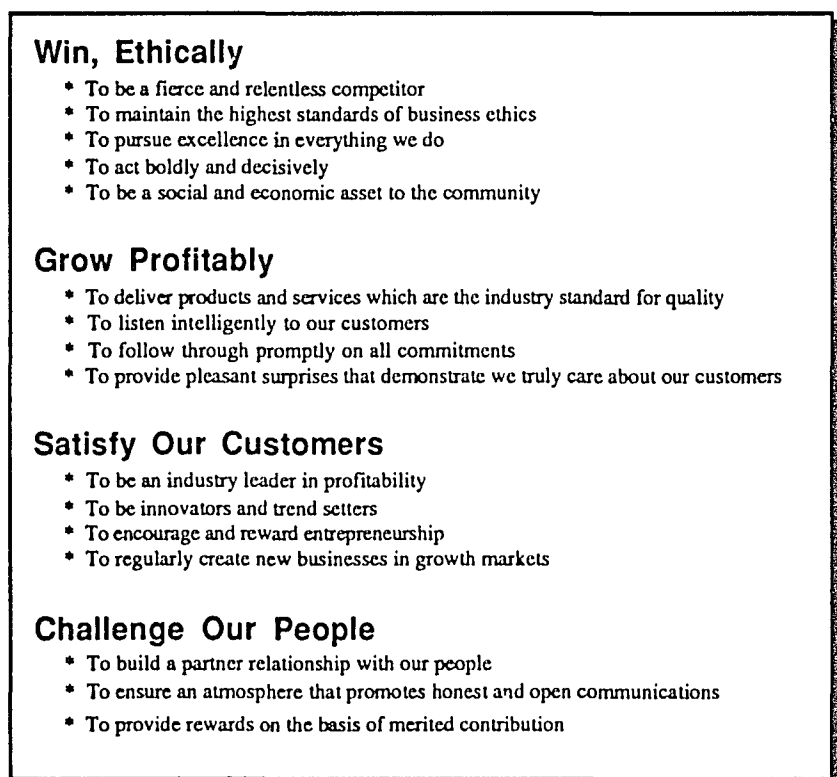 Win, Ethically
* To be a fierce and relentless competitor
* To maintain the highest standards of business ethics
* To pursue excellence in everything we do
* To act boldly and decisively
* To be a social and economic asset to the community
Grow Profitably
* To deliver products and services which are the industry standard for quality
* To listen intelligently to our customers
* To follow through promptly on all commitments
* To provide pleasant surprises that demonstrate we truly care about our customers
Satisfy Our Customers
* To be an industry leader in profitability
* To be innovators and trend setters
* To encourage and reward entrepreneurship
* To regularly create new businesses in growth markets
Challenge Our People
* To build a partner relationship with our people
* To ensure an atmosphere that promotes honest and open communications
* To provide rewards on the basis of merited contribution